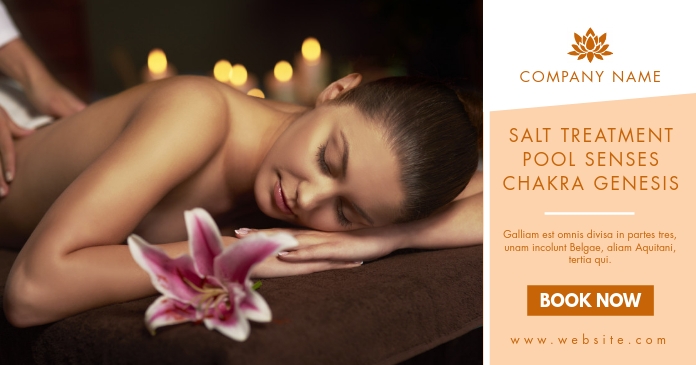 COMPANY NAME
SALT TREATMENT
POOL SENSES
CHAKRA GENESIS
Galliam est omnis divisa in partes tres,
unam incolunt Belgae, aliam Aquitani,
tertia qui.
BOOK NOW
www.website.com